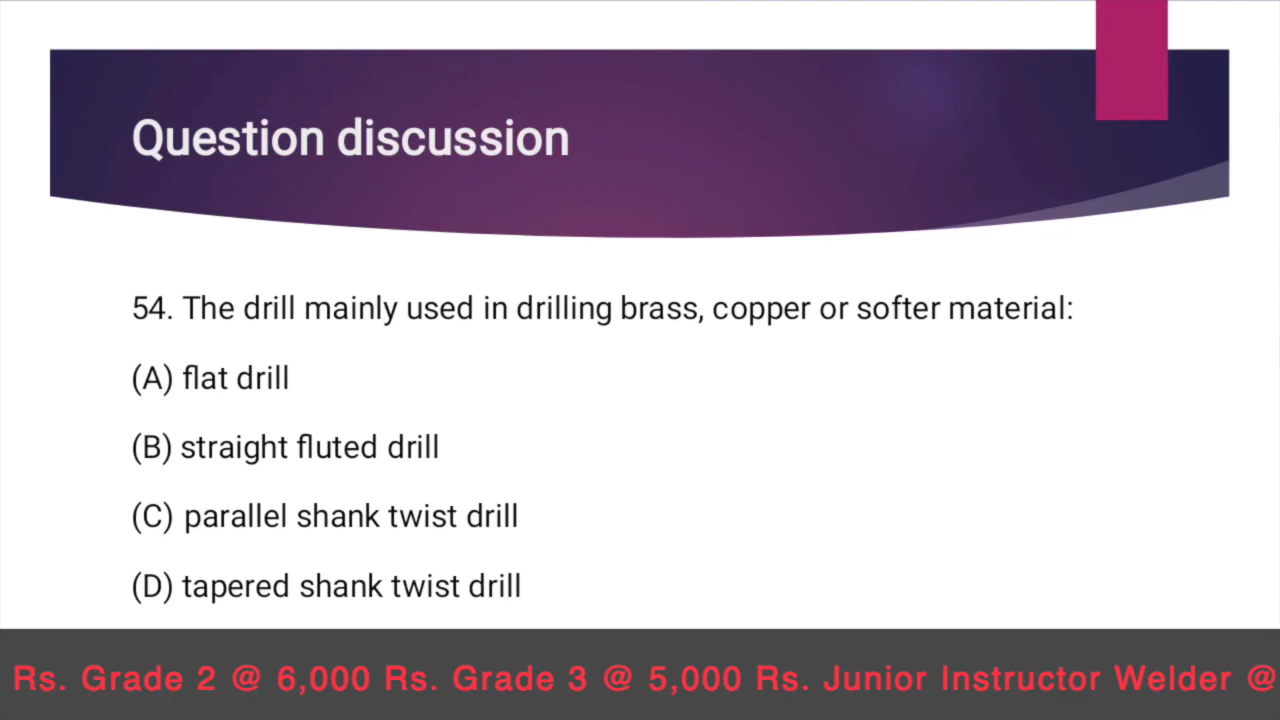 Question discussion
54. The drill mainly used in drilling brass, copper or softer material:
(A) flat drill
(B) straight fluted drill
(C) parallel shank twist drill
(D) tapered shank twist drill
Rs. Grade 2 @ 6,000 Rs. Grade 3 @ 5,000 Rs. Junior Instructor Welder @